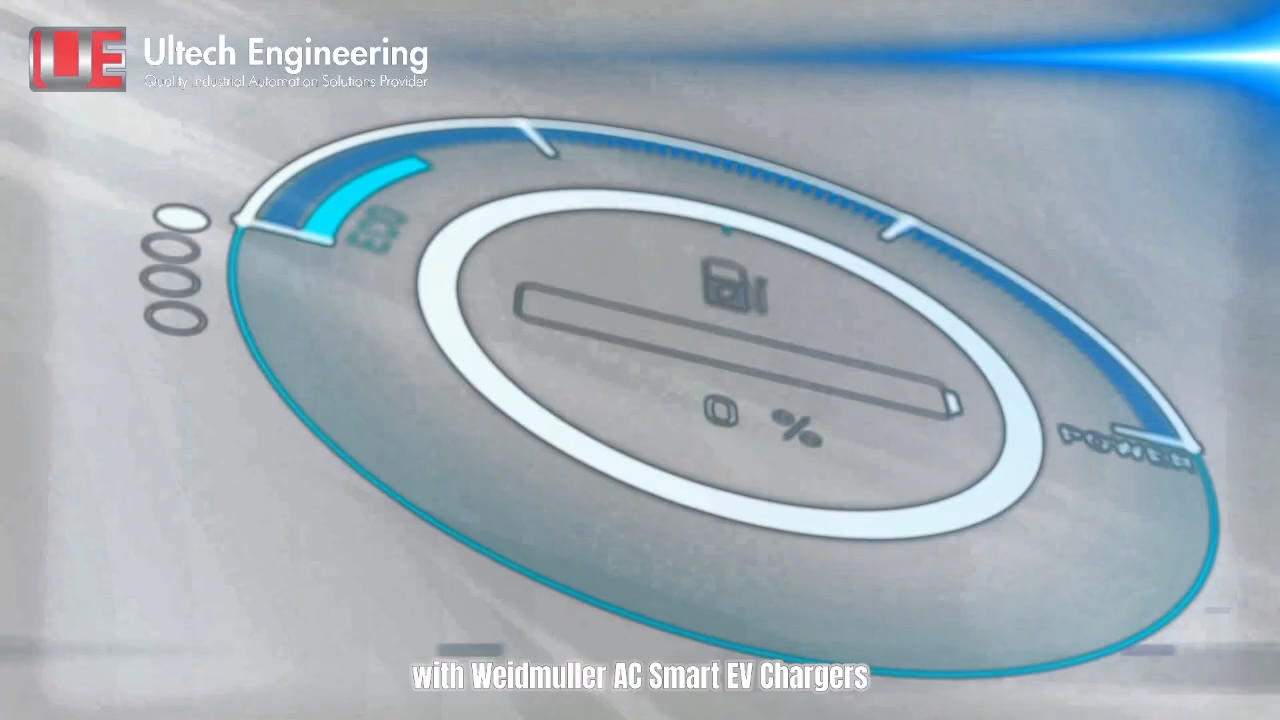 Ultech Engineering
Quality Industrial Automation Solutions Provider
ECO
0 %
POWER
with Weidmuller AC Smart EV Chargers